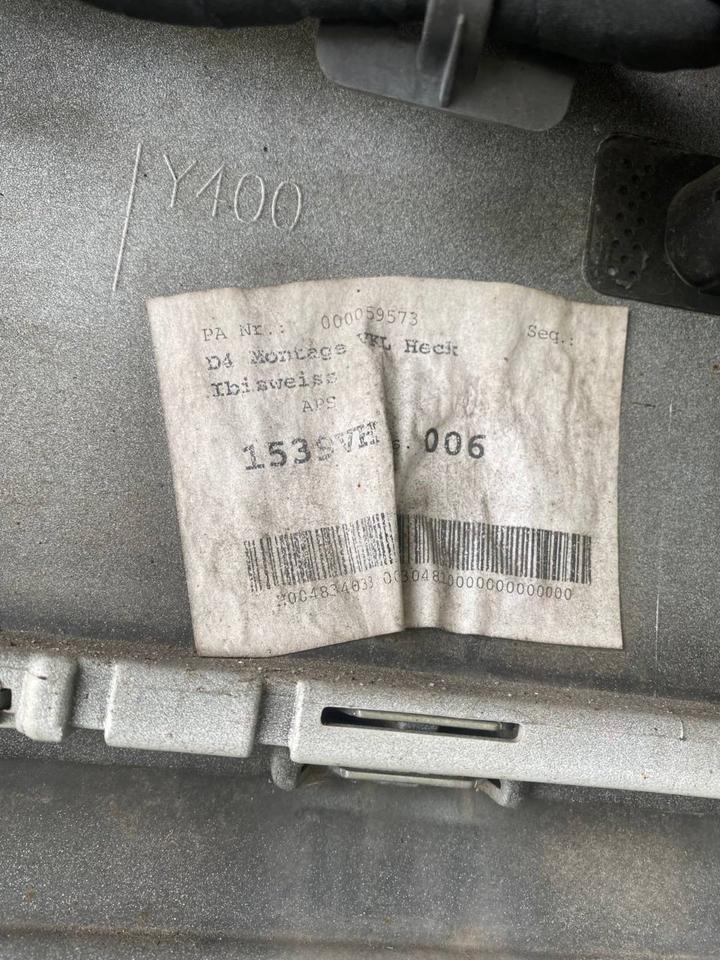 Y400
PA Nr.: 000059573 Seq.:
D4 Montage VKL Heck
Ibisweiss
APS
006